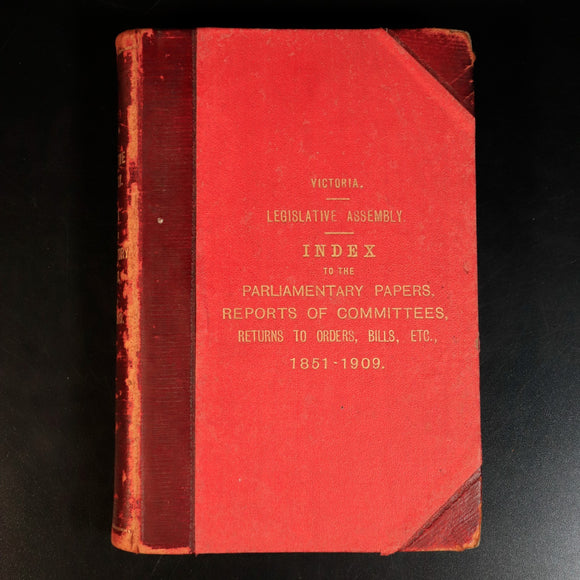 VICTORIA.
LEGISLATIVE ASSEMBLY.
INDEX
TO THE
PARLIAMENTARY PAPERS,
REPORTS OF COMMITTEES,
RETURNS TO ORDERS, BILLS, ETC.,
1851-1909.